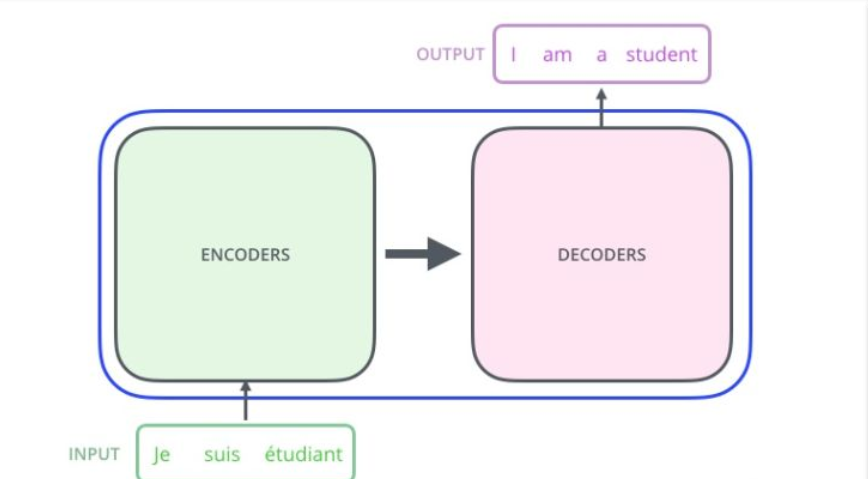 OUTPUT I am a student
ENCODERS DECODERS
INPUT Je suis étudiant